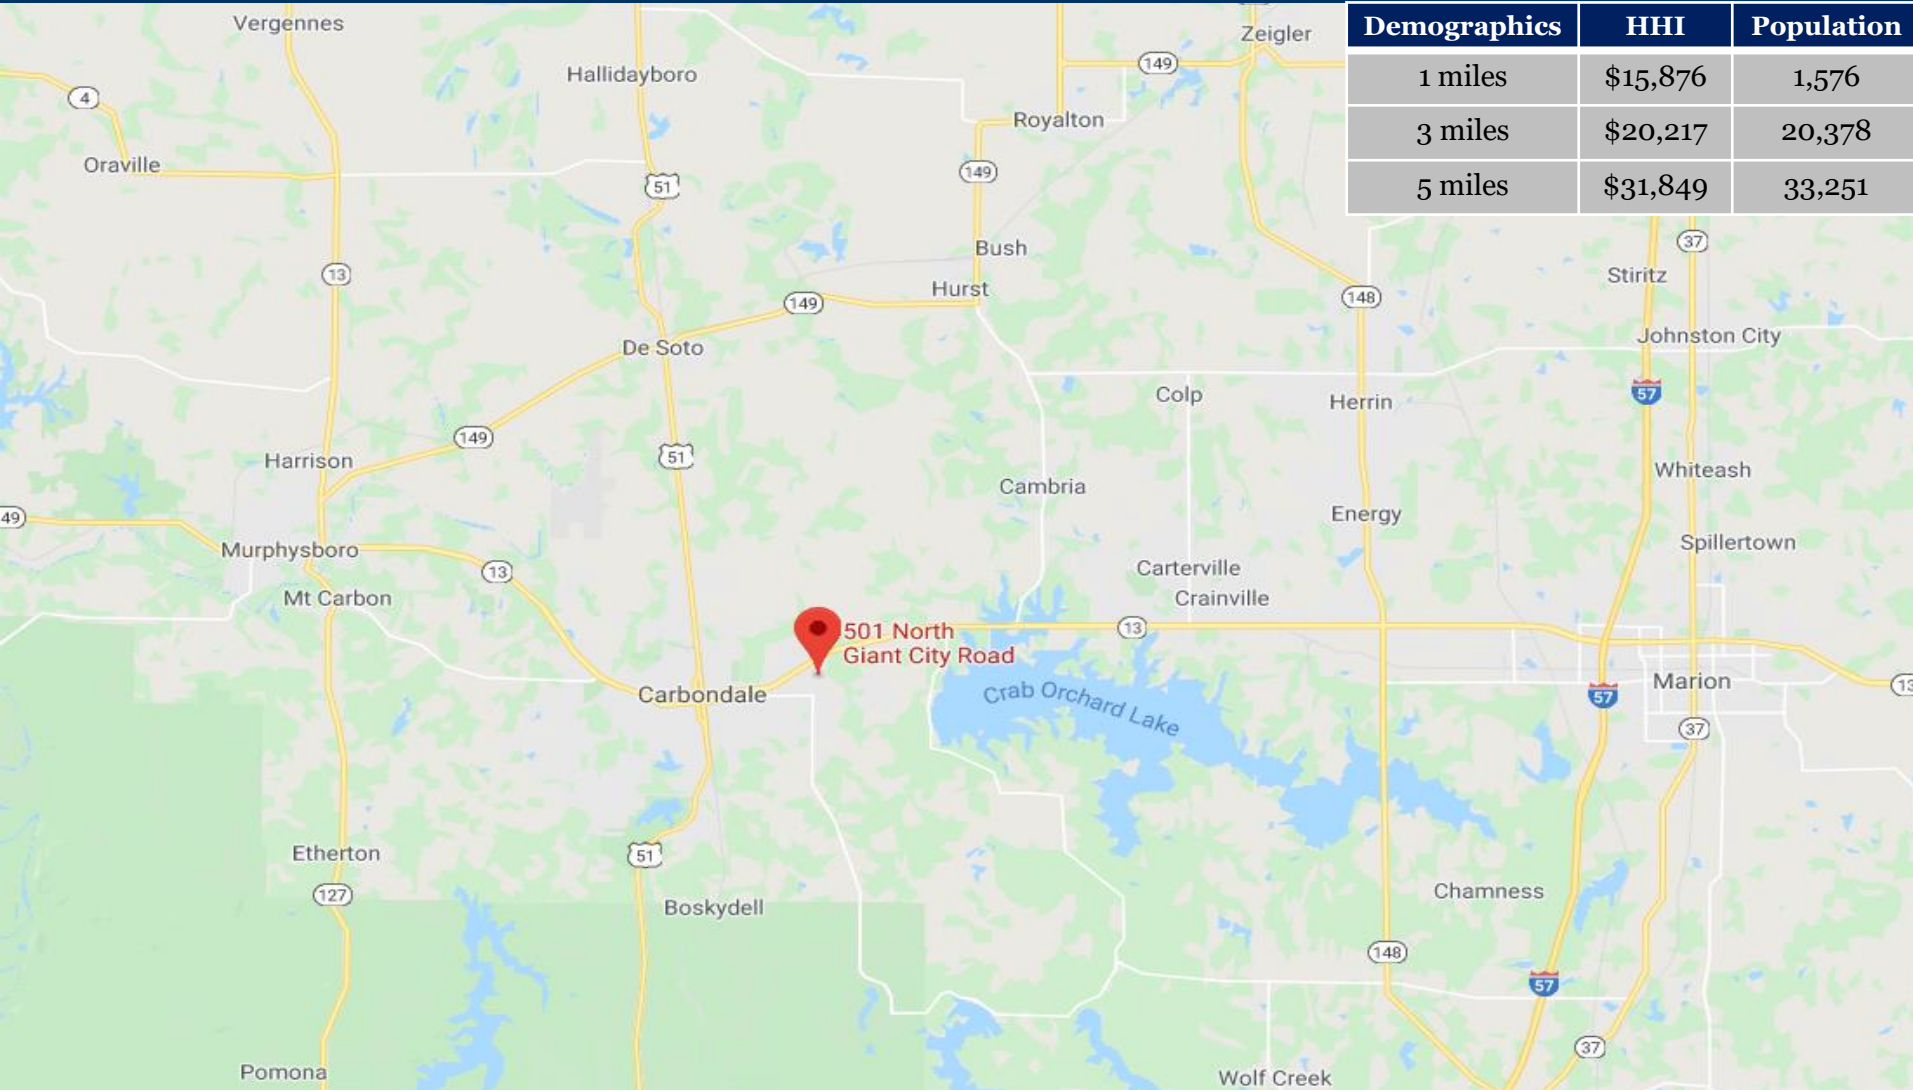 Demographics HHI Population
1 miles $15,876 1,576
3 miles $20,217 20,378
5 miles $31,849 33,251
Vergennes
Zeigler
149
Hallidayboro
4
Royalton
Oraville
149
51
37
Bush
13
Stiritz
Hurst
148
149
Johnston City
De Soto
57
Colp
Herrin
149
51
Harrison
Whiteash
Cambria
49
Energy
Spillertown
Murphysboro
13
Carterville
Mt Carbon
Crainville
13
501 North
Giant City Road
Marion
13
Carbondale
Crab Orchard Lake
57
37
Etherton
51
127
Chamness
Boskydell
148
57
37
Pomona
Wolf Creek